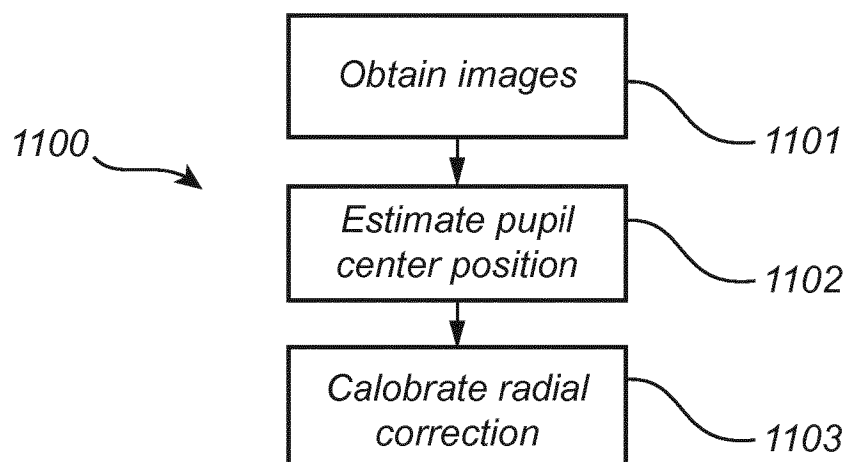 Obtain images
1101
1100
Estimate pupil
center position
1102
Calobrate radial
correction
1103